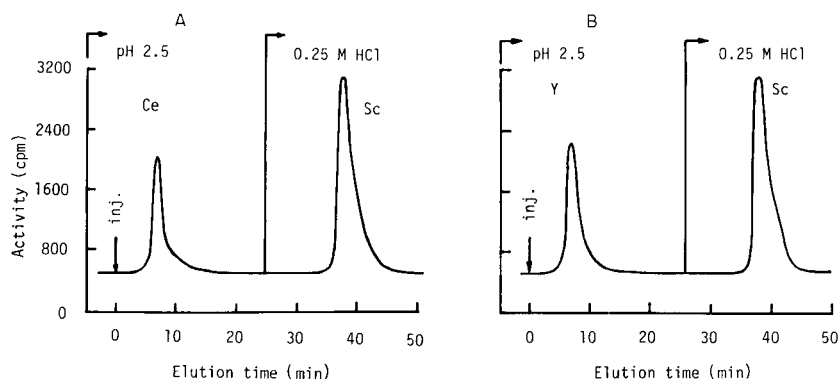 A
pH 2.5
0.25 M HCl
3200
2400
1600
800
0
Activity (cpm)
Ce
Sc
inj.
0 10 20 30 40 50
Elution time (min)
B
pH 2.5
0.25 M HCl
Y
Sc
inj.
0 10 20 30 40 50
Elution time (min)